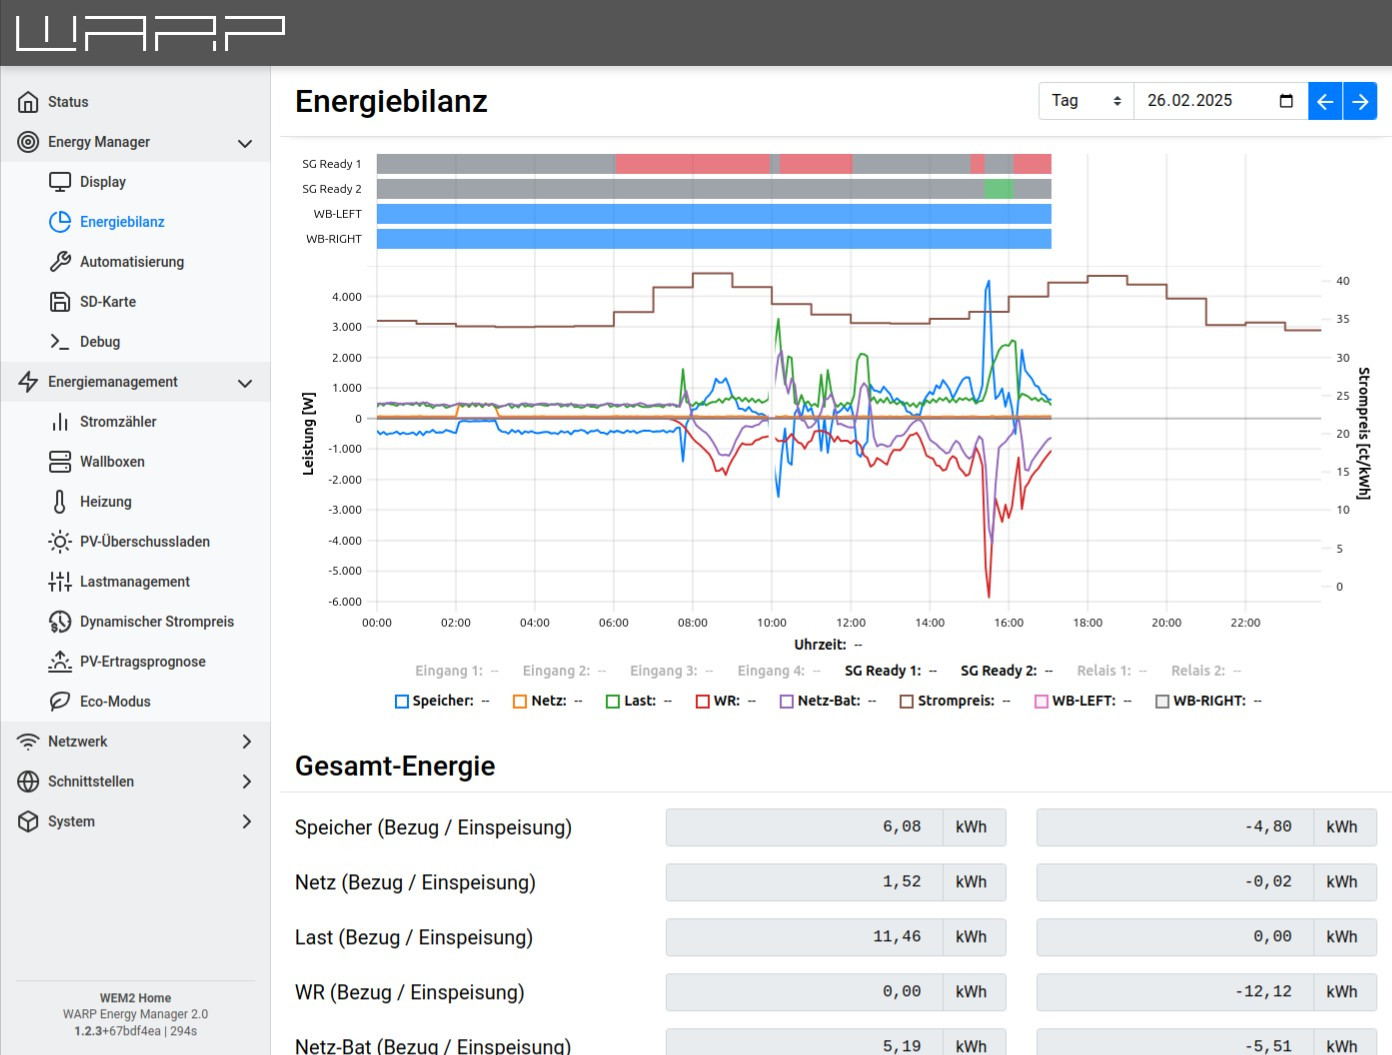 WARP
Status
Energy Manager
Display
Energiebilanz
Automatisierung
SD-Karte
Debug
Energiemanagement
Stromzähler
Wallboxen
Heizung
PV-Überschussladen
Lastmanagement
Dynamischer Strompreis
PV-Ertragsprognose
Eco-Modus
Netzwerk
Schnittstellen
System
WEM2 Home
WARP Energy Manager 2.0
1.2.3+67bdf4ea | 294s
Energiebilanz
Tag
26.02.2025
SG Ready 1
SG Ready 2
WB-LEFT
WB-RIGHT
Leistung [W]
4.000
3.000
2.000
1.000
0
-1.000
-2.000
-3.000
-4.000
-5.000
-6.000
40
35
30
25
20
15
10
5
0
Strompreis [ct/kWh]
00:00 02:00 04:00 06:00 08:00 10:00 12:00 14:00 16:00 18:00 20:00 22:00
Uhrzeit: --
Eingang 1: -- Eingang 2: -- Eingang 3: -- Eingang 4: -- SG Ready 1: -- SG Ready 2: -- Relais 1: -- Relais 2: --
Speicher: -- Netz: -- Last: -- WR: -- Netz-Bat: -- Strompreis: -- WB-LEFT: -- WB-RIGHT: --
Gesamt-Energie
Speicher (Bezug / Einspeisung) 6,08 kWh -4,80 kWh
Netz (Bezug / Einspeisung) 1,52 kWh -0,02 kWh
Last (Bezug / Einspeisung) 11,46 kWh 0,00 kWh
WR (Bezug / Einspeisung) 0,00 kWh -12,12 kWh
Netz-Bat (Bezug / Einspeisung) 5,19 kWh -5,51 kWh